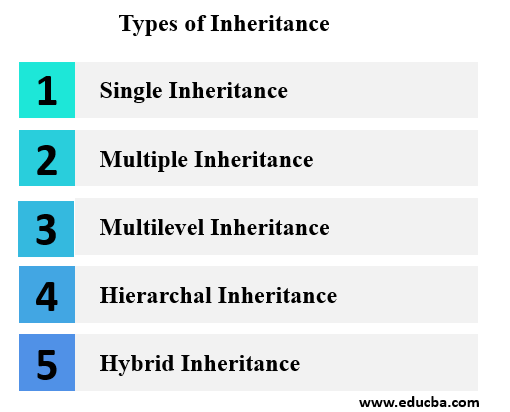 Types of Inheritance
1 Single Inheritance
2 Multiple Inheritance
3 Multilevel Inheritance
4 Hierarchal Inheritance
5 Hybrid Inheritance
www.educba.com